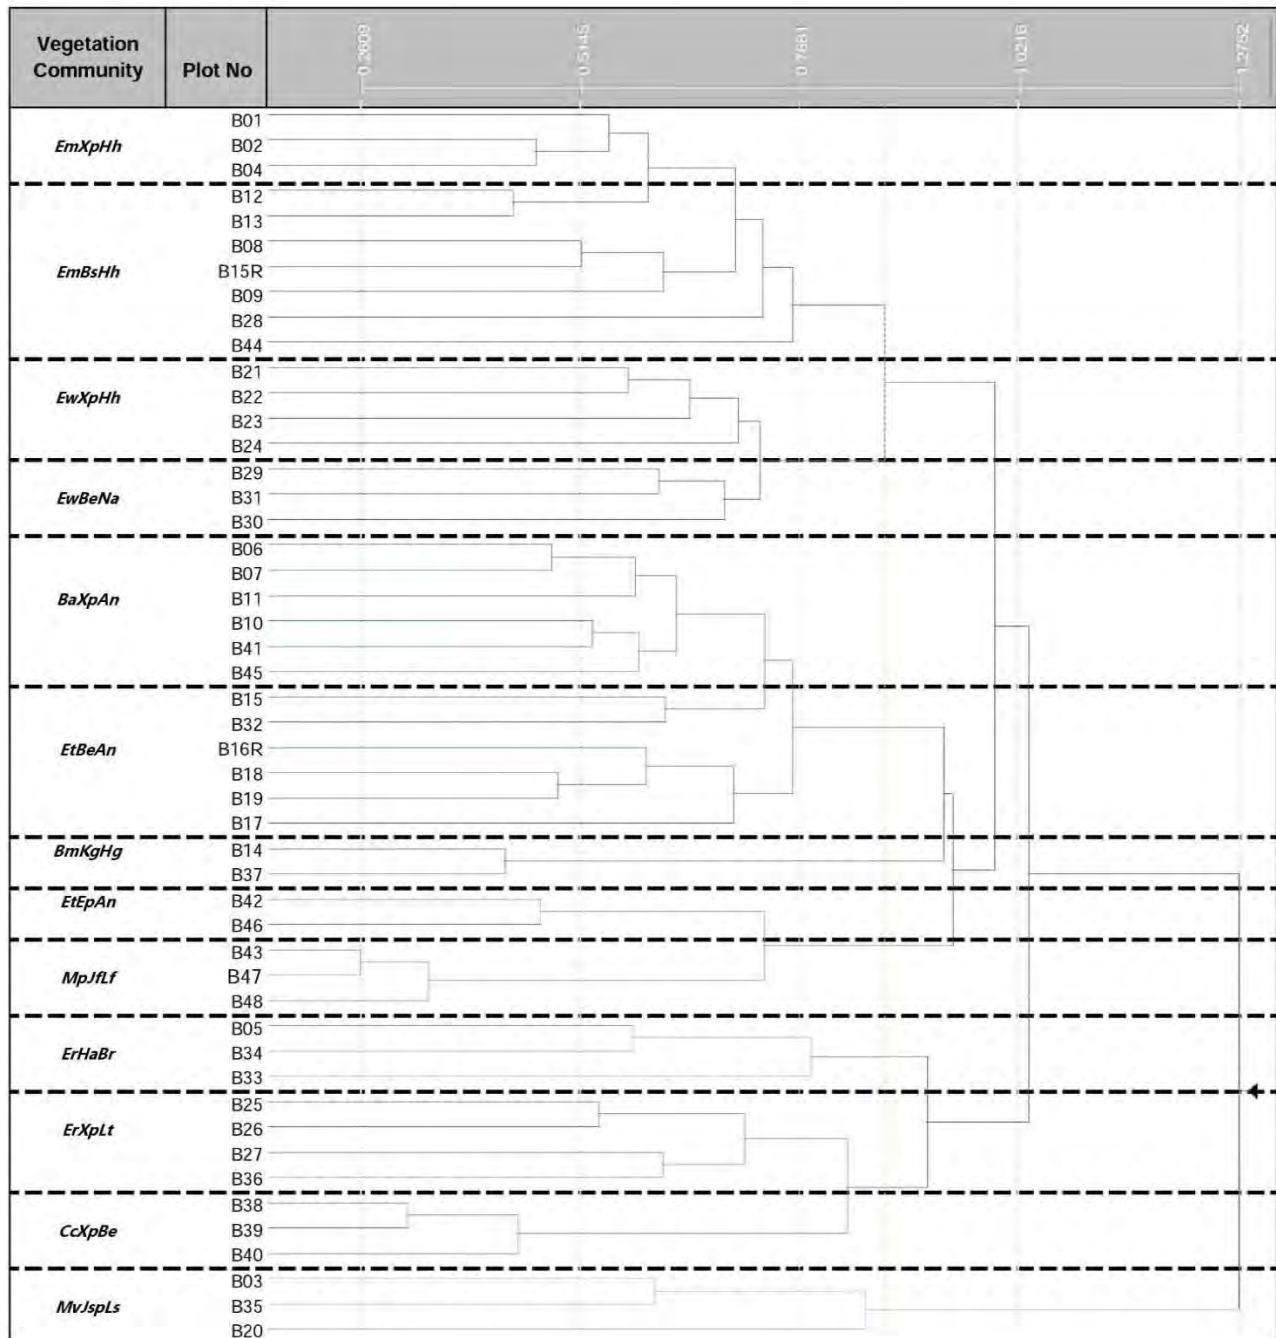 Vegetation Community
Plot No
0.2609
0.5145
0.7681
1.0216
1.2752
EmXpHh
B01
B02
B04
EmBsHh
B12
B13
B08
B15R
B09
B28
B44
EwXpHh
B21
B22
B23
B24
EwBeNa
B29
B31
B30
BaXpAn
B06
B07
B11
B10
B41
B45
EtBeAn
B15
B32
B16R
B18
B19
B17
BmKgHg
B14
B37
EtEpAn
B42
B46
MpJfLf
B43
B47
B48
ErHaBr
B05
B34
B33
ErXpLt
B25
B26
B27
B36
CcXpBe
B38
B39
B40
MvJspLs
B03
B35
B20